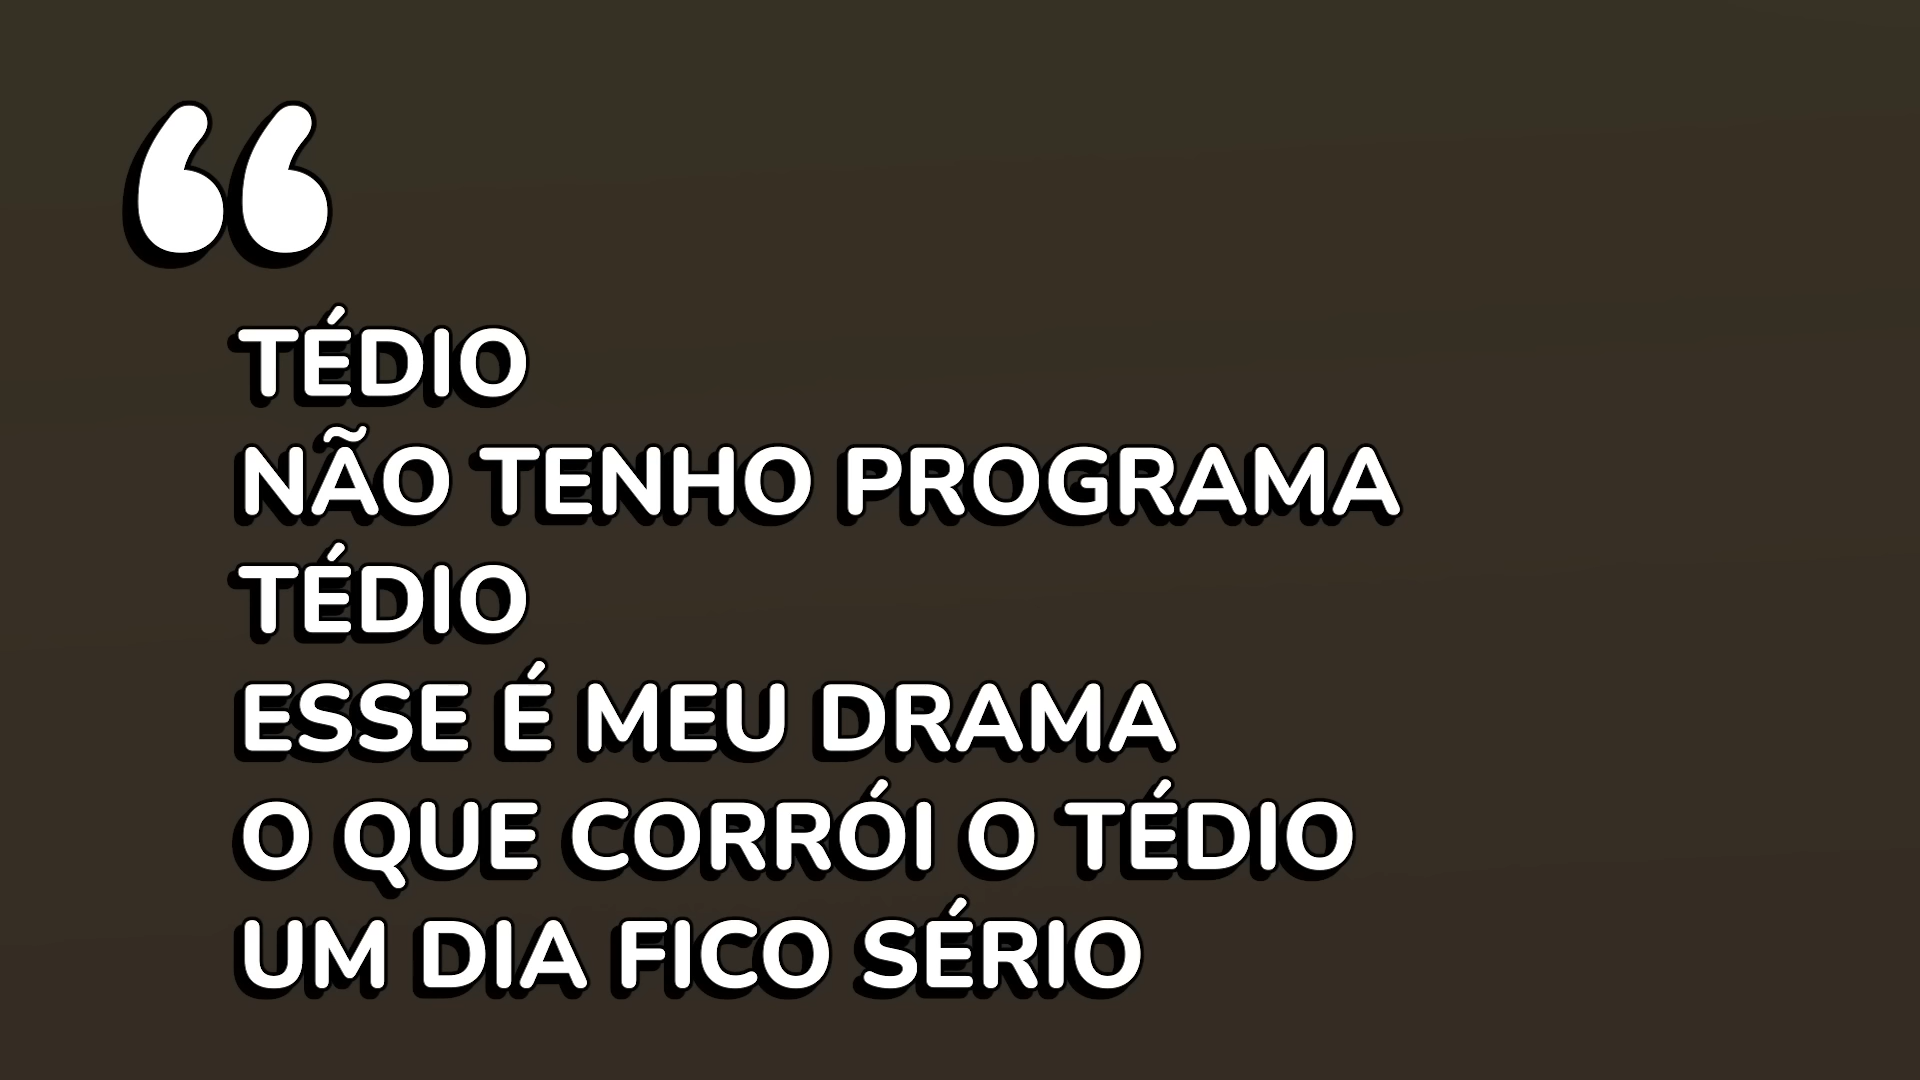 “
TÉDIO
NÃO TENHO PROGRAMA
TÉDIO
ESSE É MEU DRAMA
O QUE CORRÓI O TÉDIO
UM DIA FICO SÉRIO